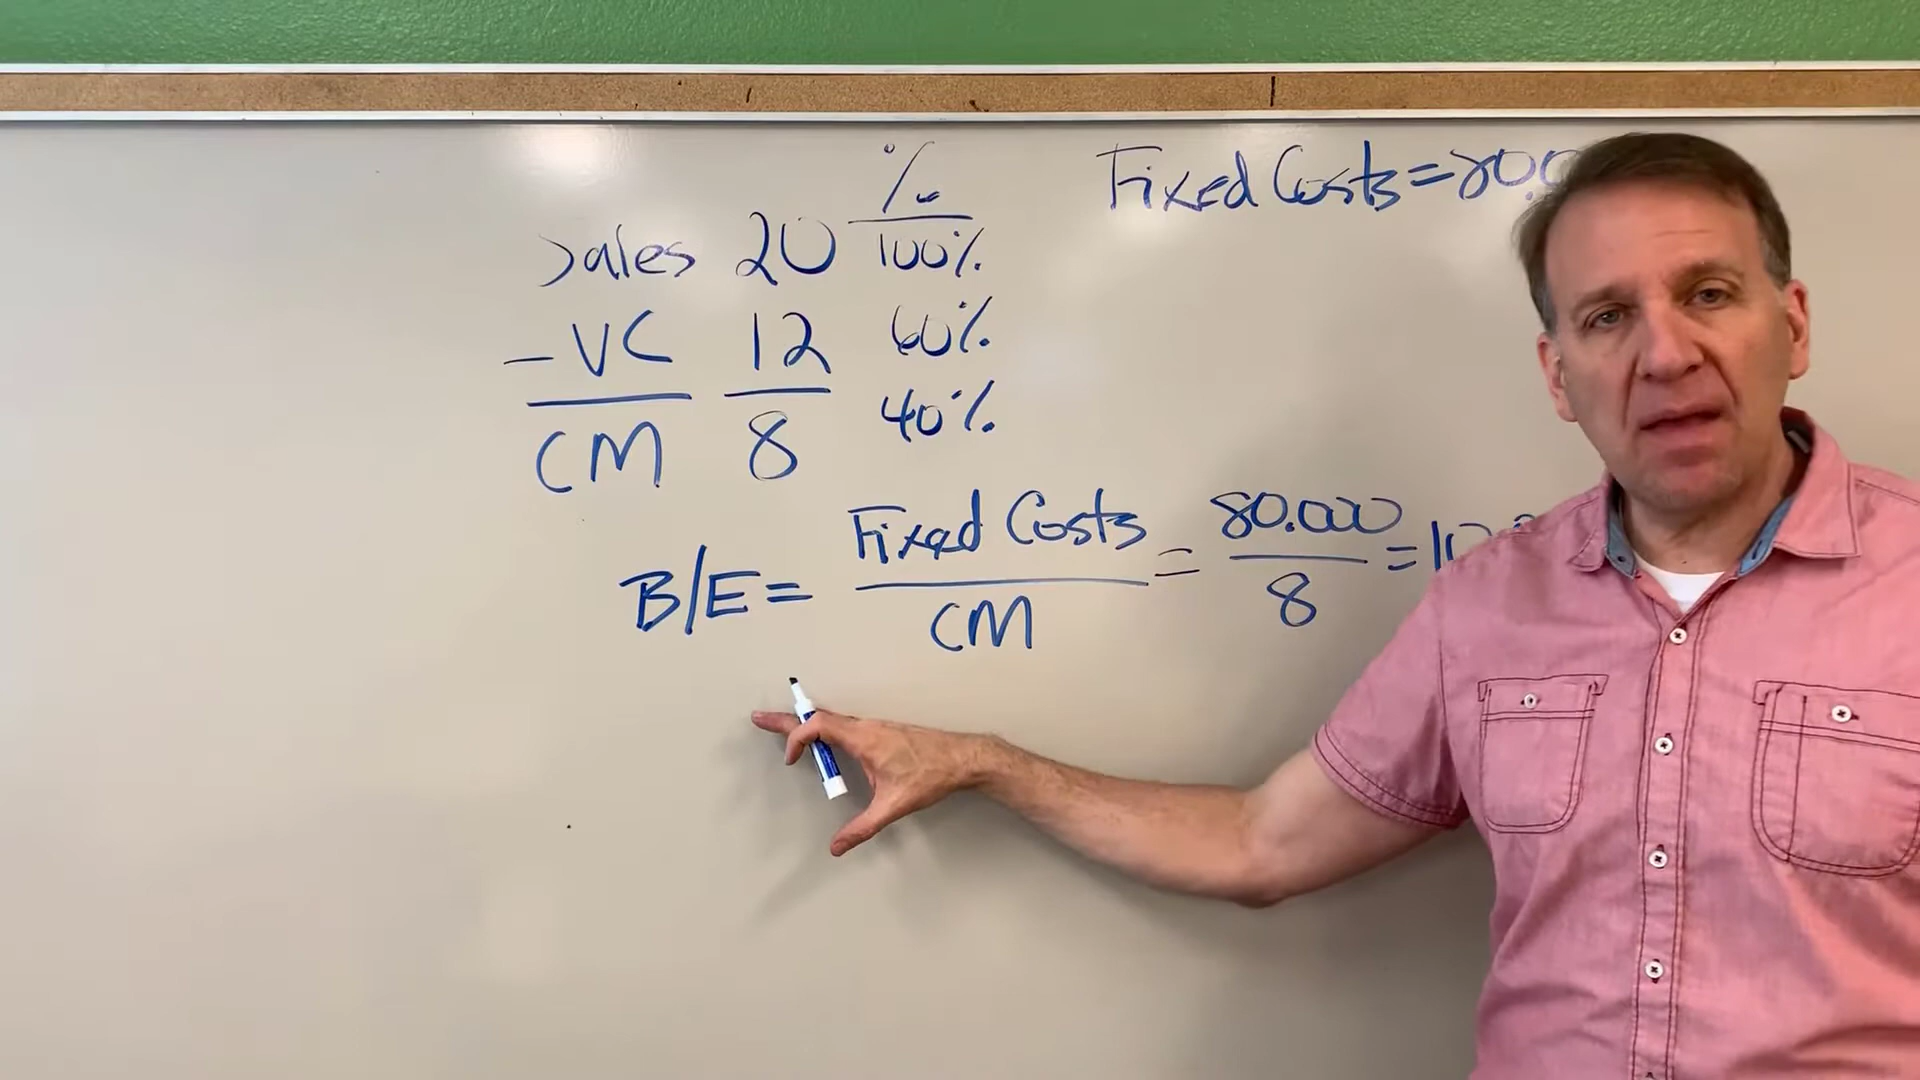 %
Fixed Costs =80,0
Sales 20 100%
- VC 12 60%
CM 8 40%
B/E = Fixed Costs / CM = 80.000 / 8 = 10